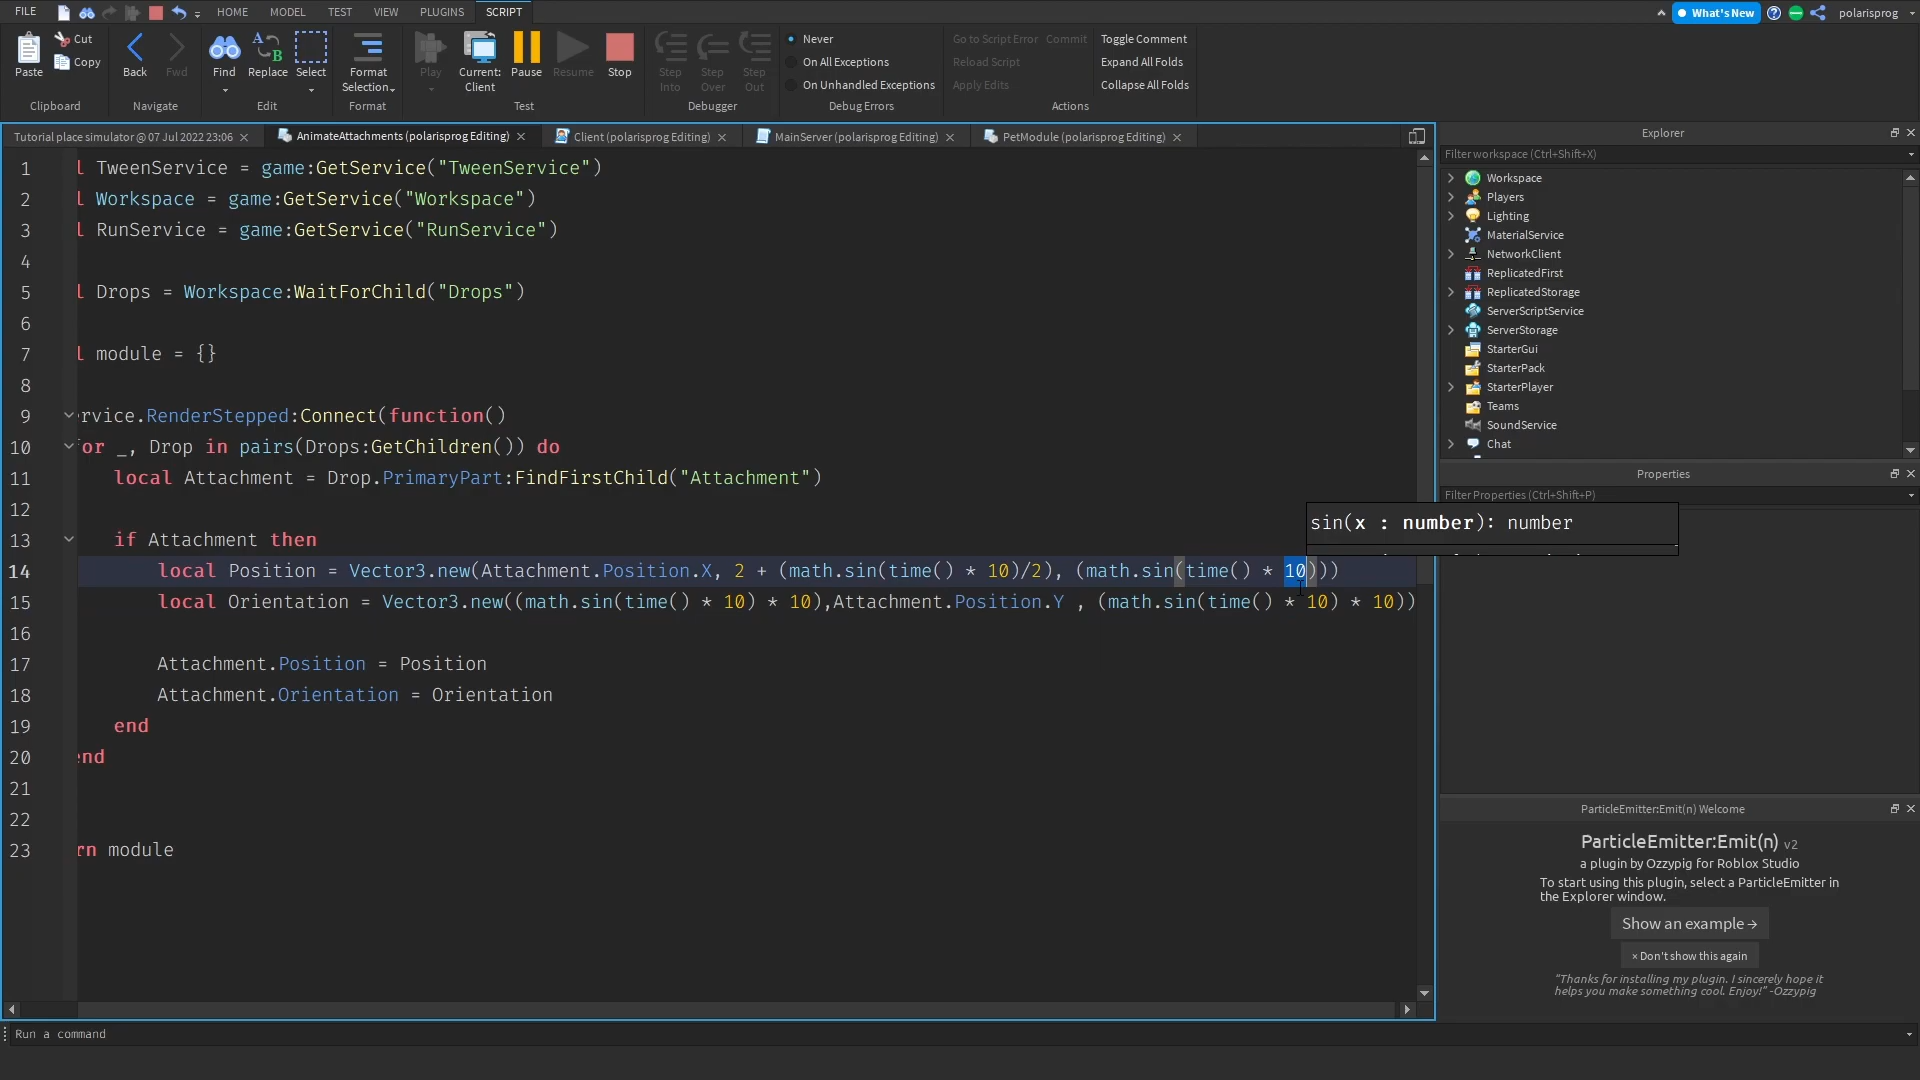 FILE HOME MODEL TEST VIEW PLUGINS SCRIPT What's New polarisprog
Paste Cut Copy Clipboard
Back Fwd Navigate
Find Replace Select Edit
Format Selection Format
Play Current: Client Pause Resume Stop Test
Step Into Step Over Step Out Debugger
Never
On All Exceptions
On Unhandled Exceptions
Debug Errors
Go to Script Error Commit Toggle Comment
Reload Script Expand All Folds
Apply Edits Collapse All Folds
Actions
Tutorial place simulator @ 07 Jul 2022 23:06 AnimateAttachments (polarisprog Editing) Client (polarisprog Editing) MainServer (polarisprog Editing) PetModule (polarisprog Editing)
1 l TweenService = game:GetService("TweenService")
2 l Workspace = game:GetService("Workspace")
3 l RunService = game:GetService("RunService")
4
5 l Drops = Workspace:WaitForChild("Drops")
6
7 l module = {}
8
9 rvice.RenderStepped:Connect(function()
10 for _, Drop in pairs(Drops:GetChildren()) do
11 local Attachment = Drop.PrimaryPart:FindFirstChild("Attachment")
12
13 if Attachment then
14 local Position = Vector3.new(Attachment.Position.X, 2 + (math.sin(time() * 10)/2), (math.sin(time() * 10)))
15 local Orientation = Vector3.new((math.sin(time() * 10) * 10),Attachment.Position.Y , (math.sin(time() * 10) * 10))
16
17 Attachment.Position = Position
18 Attachment.Orientation = Orientation
19 end
20 end
21
22
23 rn module
sin(x : number): number
Run a command
Explorer
Filter workspace (Ctrl+Shift+X)
Workspace
Players
Lighting
MaterialService
NetworkClient
ReplicatedFirst
ReplicatedStorage
ServerScriptService
ServerStorage
StarterGui
StarterPack
StarterPlayer
Teams
SoundService
Chat
Properties
Filter Properties (Ctrl+Shift+P)
ParticleEmitter:Emit(n) Welcome
ParticleEmitter:Emit(n) v2
a plugin by Ozzypig for Roblox Studio
To start using this plugin, select a ParticleEmitter in
the Explorer window.
Show an example →
× Don't show this again
"Thanks for installing my plugin. I sincerely hope it
helps you make something cool. Enjoy!" -Ozzypig